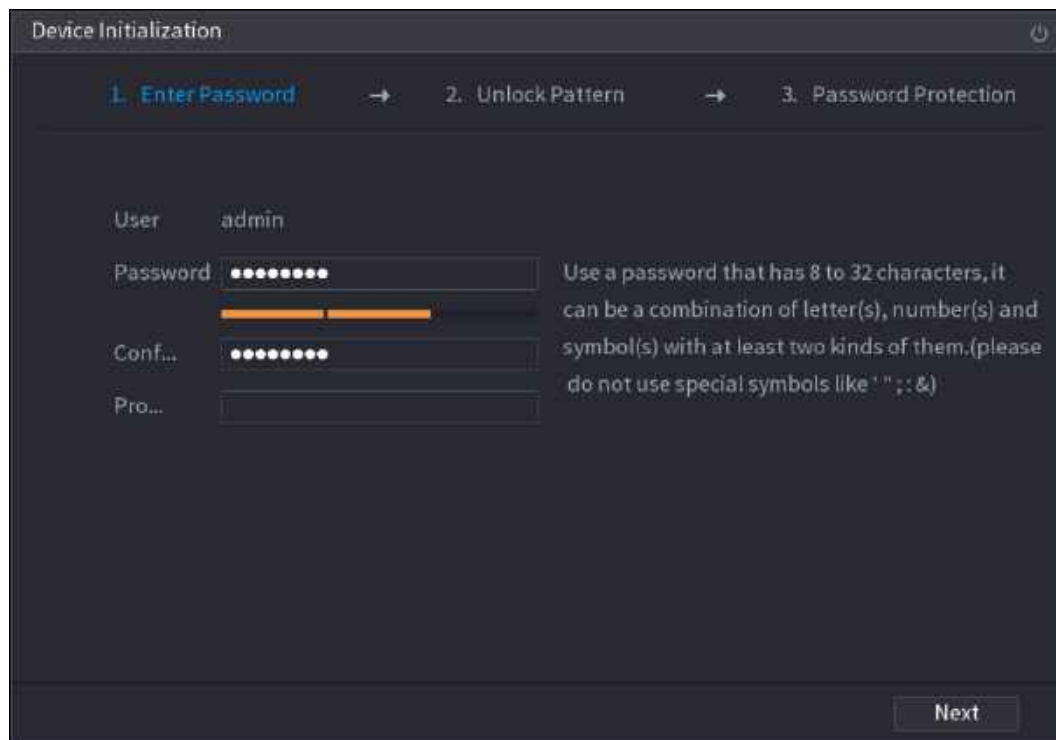 Device Initialization
1. Enter Password → 2. Unlock Pattern → 3. Password Protection
User admin
Password ●●●●●●●●
Use a password that has 8 to 32 characters, it
can be a combination of letter(s), number(s) and
symbol(s) with at least two kinds of them.(please
do not use special symbols like ' " ; : &)
Conf... ●●●●●●●●
Pro...
Next